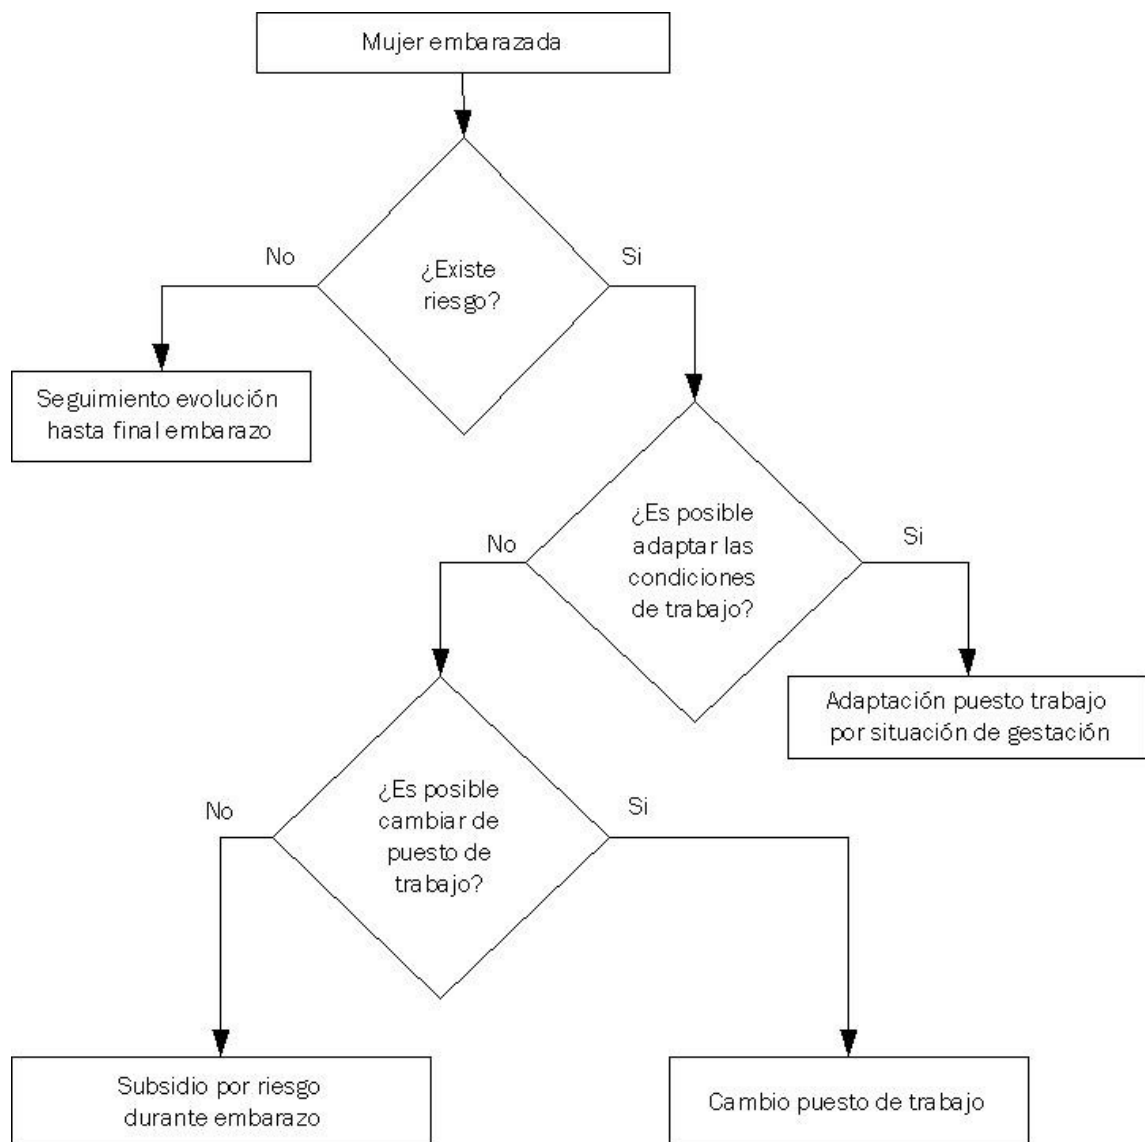 Mujer embarazada
No
Si
¿Existe
riesgo?
Seguimiento evolución
hasta final embarazo
No
Si
¿Es posible
adaptar las
condiciones
de trabajo?
Adaptación puesto trabajo
por situación de gestación
No
Si
¿Es posible
cambiar de
puesto de
trabajo?
Subsidio por riesgo
durante embarazo
Cambio puesto de trabajo